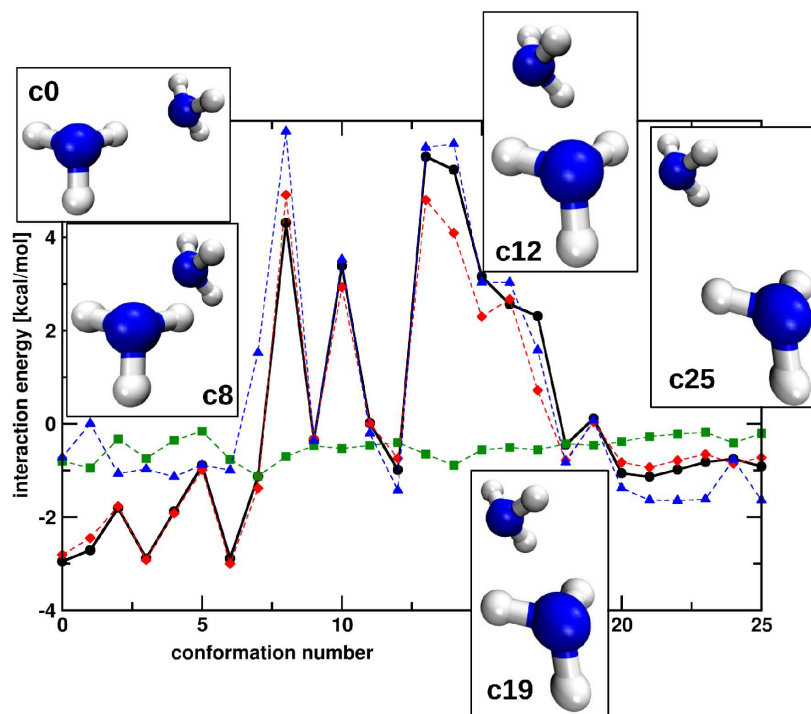 c0
c12
4
c8
c25
2
0
-2
-4
interaction energy [kcal/mol]
0
5
10
20
25
conformation number
c19